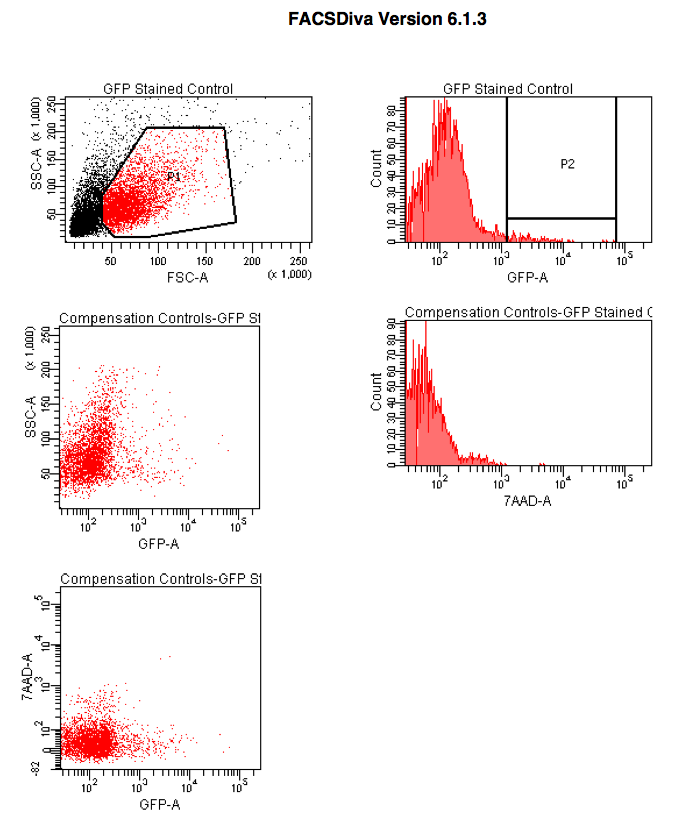 FACSDiva Version 6.1.3
GFP Stained Control
SSC-A (x 1,000)
50 100 150 200 250
P1
50 100 150 200 250
FSC-A (x 1,000)
GFP Stained Control
Count
0 10 20 30 40 50 60 70 80
P2
10² 10³ 10⁴ 10⁵
GFP-A
Compensation Controls-GFP St
SSC-A (x 1,000)
50 100 150 200 250
10² 10³ 10⁴ 10⁵
GFP-A
Compensation Controls-GFP Stained C
Count
0 10 20 30 40 50 60 70 80 90
10² 10³ 10⁴ 10⁵
7AAD-A
Compensation Controls-GFP St
7AAD-A
-82 0 10² 10³ 10⁴ 10⁵
10² 10³ 10⁴ 10⁵
GFP-A